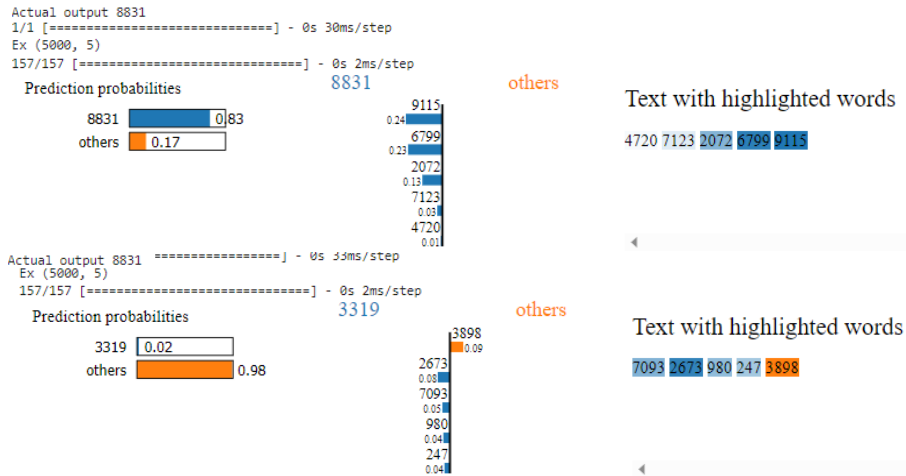 Actual output 8831
1/1 [==============================] - 0s 30ms/step
Ex (5000, 5)
157/157 [==============================] - 0s 2ms/step
Prediction probabilities
8831 0.83
others 0.17
8831 others
9115
0.24
6799
0.23
2072
0.13
7123
0.03
4720
0.01
Text with highlighted words
4720 7123 2072 6799 9115
Actual output 8831 =================] - 0s 33ms/step
Ex (5000, 5)
157/157 [==============================] - 0s 2ms/step
Prediction probabilities
3319 0.02
others 0.98
3319 others
3898
0.09
2673
0.08
7093
0.05
980
0.04
247
0.04
Text with highlighted words
7093 2673 980 247 3898